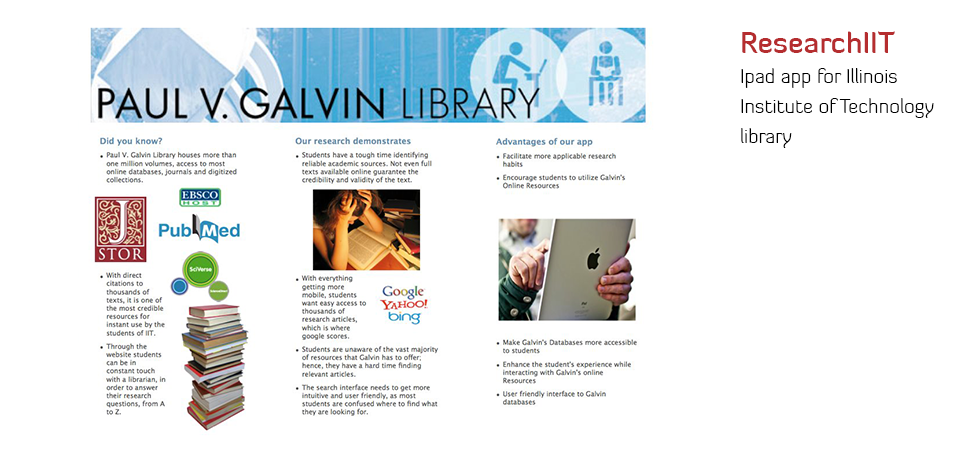 PAUL V. GALVIN LIBRARY
ResearchIIT
Ipad app for Illinois
Institute of Technology
library
Did you know?
• Paul V. Galvin Library houses more than
one million volumes, access to most
online databases, journals and digitized
collections.
EBSCO
HOST
J
STOR
PubMed
SciVerse
• With direct
citations to
thousands of
texts, it is one of
the most credible
resources for
instant use by the
students of IIT.
• Through the
website students
can be in
constant touch
with a librarian, in
order to answer
their research
questions, from A
to Z.
Our research demonstrates
• Students have a tough time identifying
reliable academic sources. Not even full
texts available online guarantee the
credibility and validity of the text.
• With everything
getting more
mobile, students
want easy access to
thousands of
research articles,
which is where
google scores.
Google
YAHOO!
bing
• Students are unaware of the vast majority
of resources that Galvin has to offer;
hence, they have a hard time finding
relevant articles.
• The search interface needs to get more
intuitive and user friendly, as most
students are confused where to find what
they are looking for.
Advantages of our app
• Facilitate more applicable research
habits
• Encourage students to utilize Galvin's
Online Resources
• Make Galvin's Databases more accessible
to students
• Enhance the student's experience while
interacting with Galvin's online
Resources
• User friendly interface to Galvin
databases